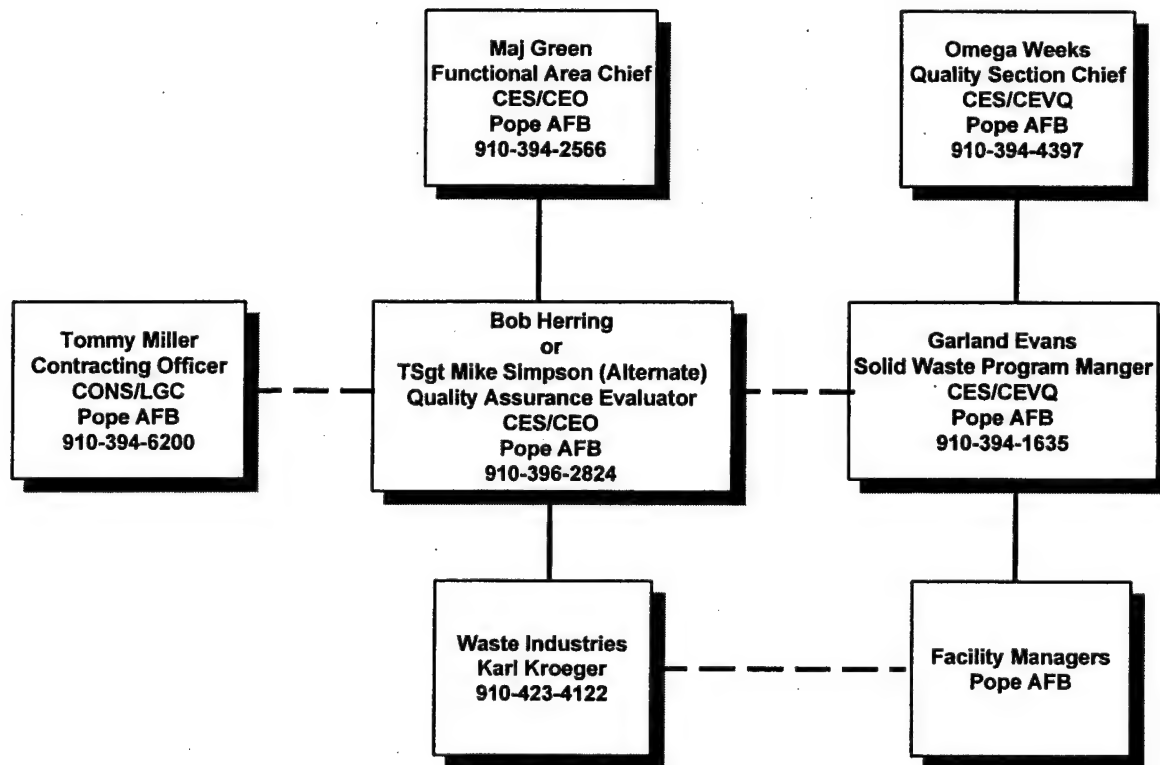 Maj Green
Functional Area Chief
CES/CEO
Pope AFB
910-394-2566
Omega Weeks
Quality Section Chief
CES/CEVQ
Pope AFB
910-394-4397
Tommy Miller
Contracting Officer
CONS/LGC
Pope AFB
910-394-6200
Bob Herring
or
TSgt Mike Simpson (Alternate)
Quality Assurance Evaluator
CES/CEO
Pope AFB
910-396-2824
Garland Evans
Solid Waste Program Manger
CES/CEVQ
Pope AFB
910-394-1635
Waste Industries
Karl Kroeger
910-423-4122
Facility Managers
Pope AFB